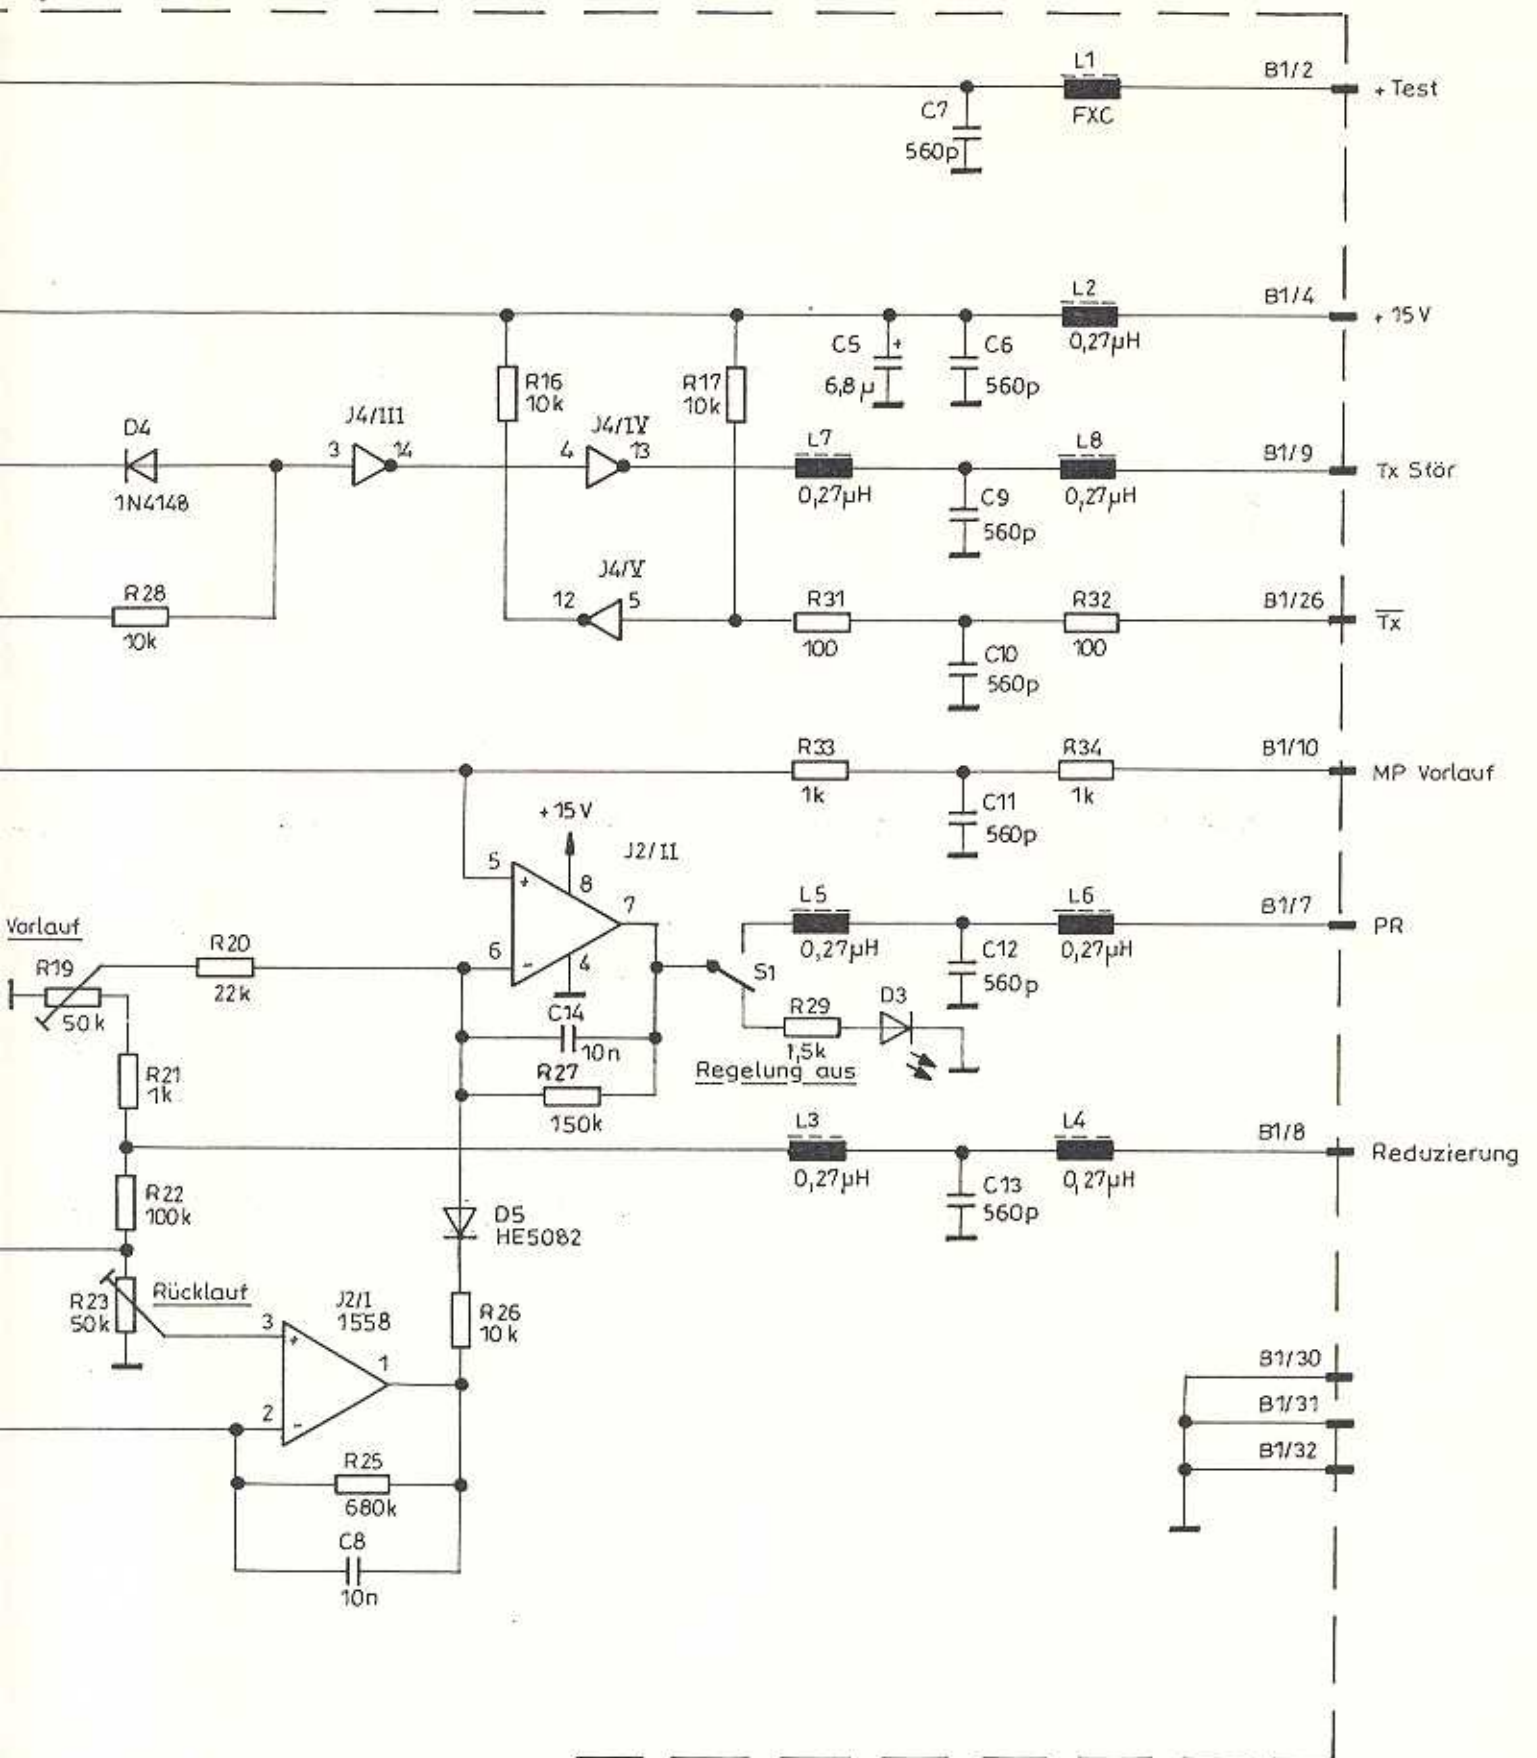 L1
B1/2
+ Test
C7
FXC
560p
L2
B1/4
+ 15 V
0,27µH
C5
+
C6
6,8 µ
560p
R16
10k
R17
10k
J4/III
J4/IV
D4
3
14
4
13
1N4148
L7
L8
B1/9
Tx Stör
0,27µH
0,27µH
C9
560p
J4/V
R28
10k
12
5
R31
100
R32
100
B1/26
Tx
C10
560p
R33
1k
R34
1k
B1/10
MP Vorlauf
C11
560p
+ 15 V
J2/II
5
+
8
7
6
-
4
L5
L6
B1/7
PR
0,27µH
0,27µH
C12
560p
Vorlauf
R19
50k
R20
22k
S1
C14
10n
R29
1,5k
D3
R21
1k
R27
150k
Regelung aus
L3
L4
B1/8
Reduzierung
0,27µH
0,27µH
C13
560p
R22
100k
D5
HE5082
R23
50k
Rücklauf
J2/I
1558
R26
10k
3
+
1
2
-
B1/30
B1/31
B1/32
R25
680k
C8
10n